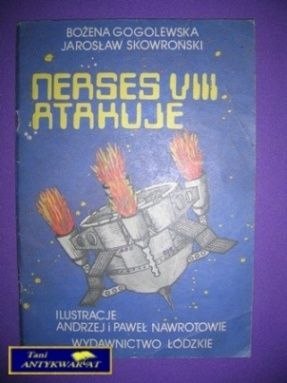 BOŻENA GOGOLEWSKA
JAROSŁAW SKOWROŃSKI
NERSES VIII
ATAKUJE
ILUSTRACJE
ANDRZEJ i PAWEŁ NAWROTOWIE
WYDAWNICTWO ŁÓDZKIE
Tani
ANTYKWARIAT